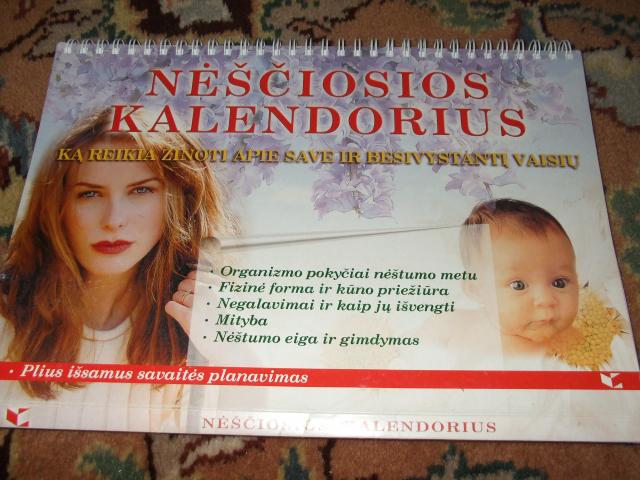 NĖŠČIOSIOS
KALENDORIUS
KĄ REIKIA ŽINOTI APIE SAVE IR BESIVYSTANTĮ VAISIŲ
· Organizmo pokyčiai nėštumo metu
· Fizinė forma ir kūno priežiūra
· Negalavimai ir kaip jų išvengti
· Mityba
· Nėštumo eiga ir gimdymas
· Plius išsamus savaitės planavimas
NĖŠČIOSIOS KALENDORIUS